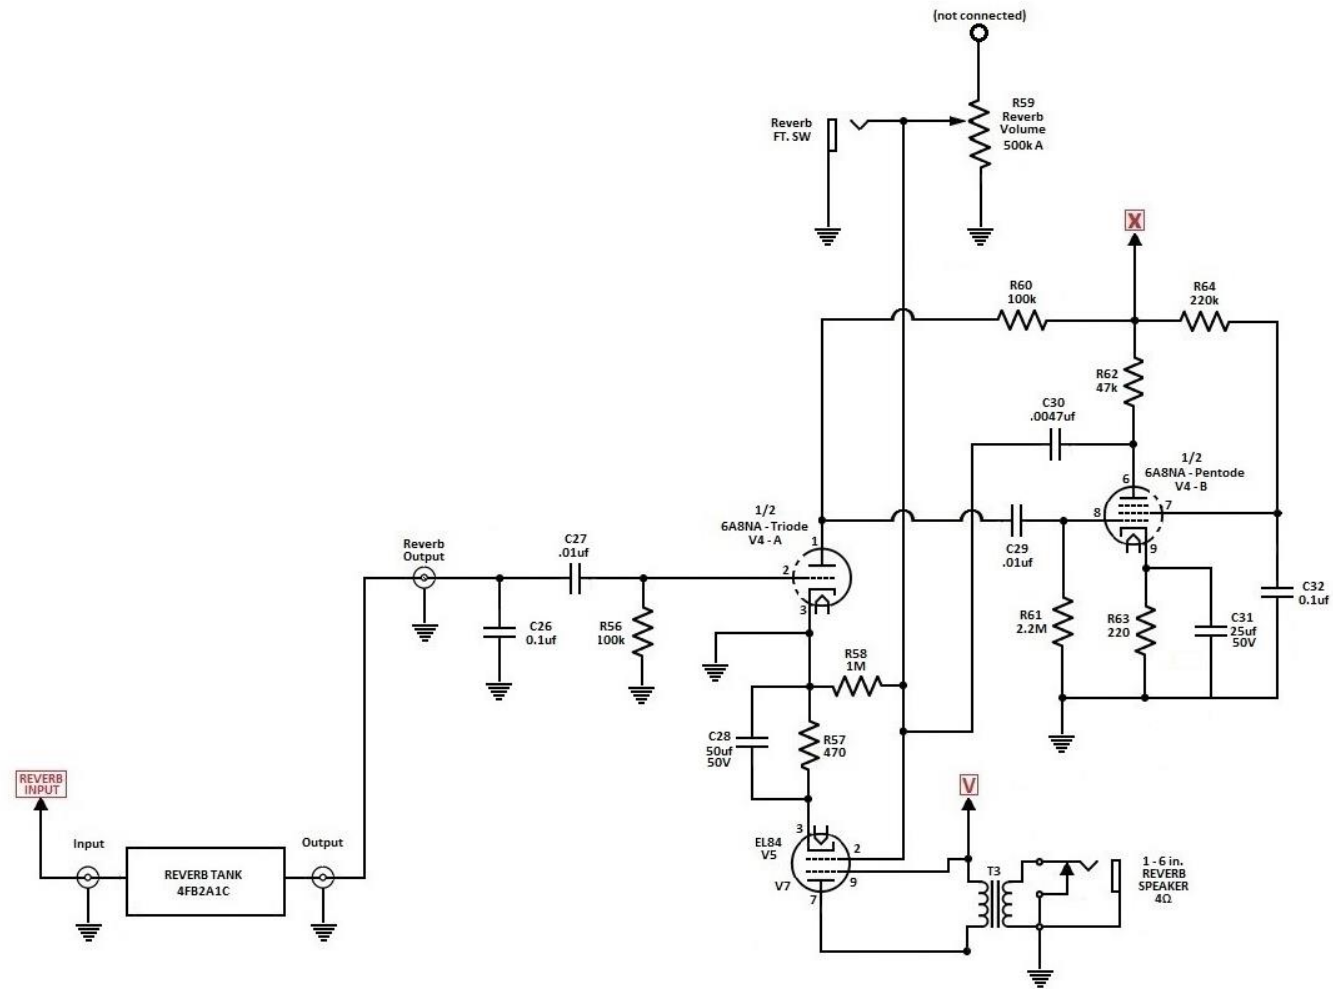 (not connected)
R59
Reverb
Volume
500k A
Reverb
FT. SW
X
R60
100k
R64
220k
R62
47k
C30
.0047uf
1/2
6A8NA - Pentode
V4 - B
6
7
8
9
1/2
6A8NA - Triode
V4 - A
1
2
3
C29
.01uf
C27
.01uf
Reverb
Output
C26
0.1uf
R56
100k
R61
2.2M
R63
220
C31
25uf
50V
C32
0.1uf
R58
1M
C28
50uf
50V
R57
470
REVERB
INPUT
Input
REVERB TANK
4FB2A1C
Output
V
EL84
V5
V7
3
2
9
7
T3
1 - 6 in.
REVERB
SPEAKER
4Ω